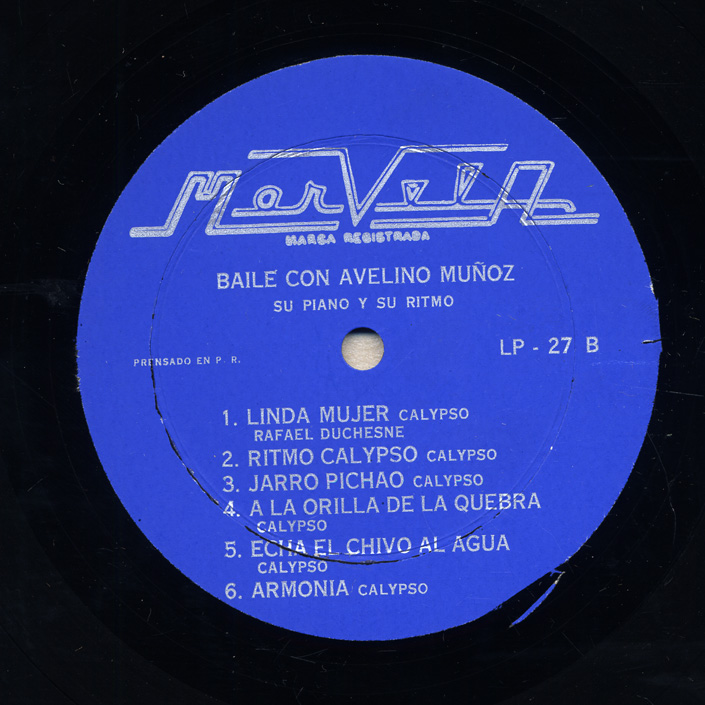 MarVela
MARCA REGISTRADA
BAILE CON AVELINO MUÑOZ
SU PIANO Y SU RITMO
PRENSADO EN P. R.
LP - 27 B
1. LINDA MUJER CALYPSO
RAFAEL DUCHESNE
2. RITMO CALYPSO CALYPSO
3. JARRO PICHAO CALYPSO
4. A LA ORILLA DE LA QUEBRA
CALYPSO
5. ECHA EL CHIVO AL AGUA
CALYPSO
6. ARMONIA CALYPSO